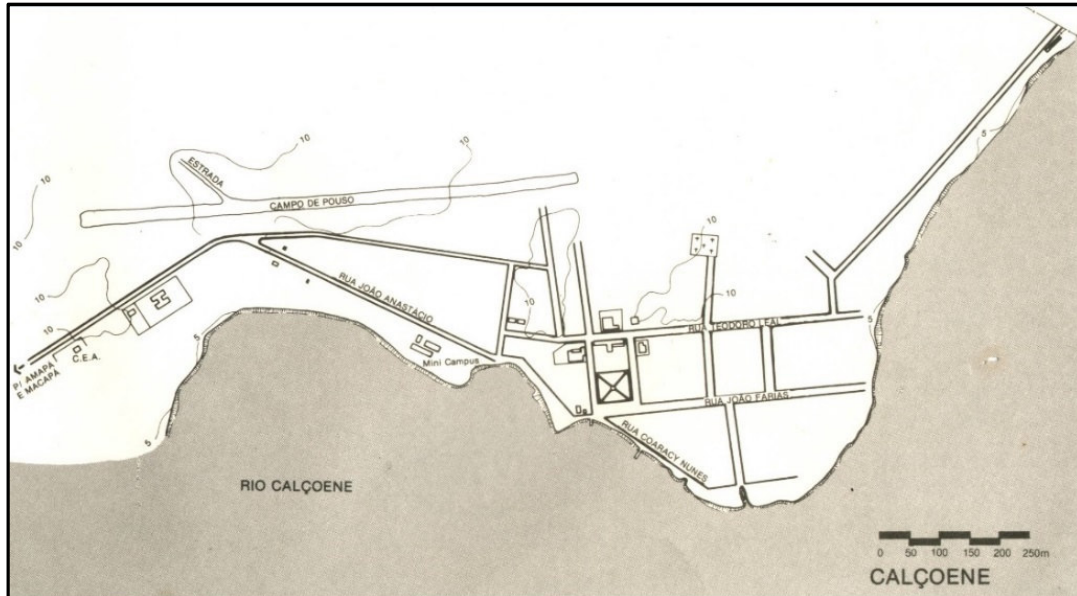 10
10
10
10
ESTRADA
CAMPO DE POUSO
10
10
10
10
10
RUA JOÃO ANASTÁCIO
RUA TEODORO LEAL
C.E.A.
P/ AMAPÁ
E MACAPÁ
Mini Campus
RUA JOÃO FARIAS
RUA COARACY NUNES
5
5
5
5
RIO CALÇOENE
0 50 100 150 200 250m
CALÇOENE